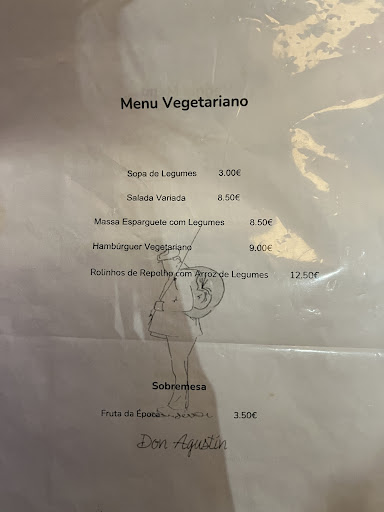 Menu Vegetariano
Sopa de Legumes 3.00€
Salada Variada 8.50€
Massa Esparguete com Legumes 8.50€
Hambúrguer Vegetariano 9.00€
Rolinhos de Repolho com Arroz de Legumes 12.50€
Sobremesa
Fruta da Época 3.50€
Don Agustín